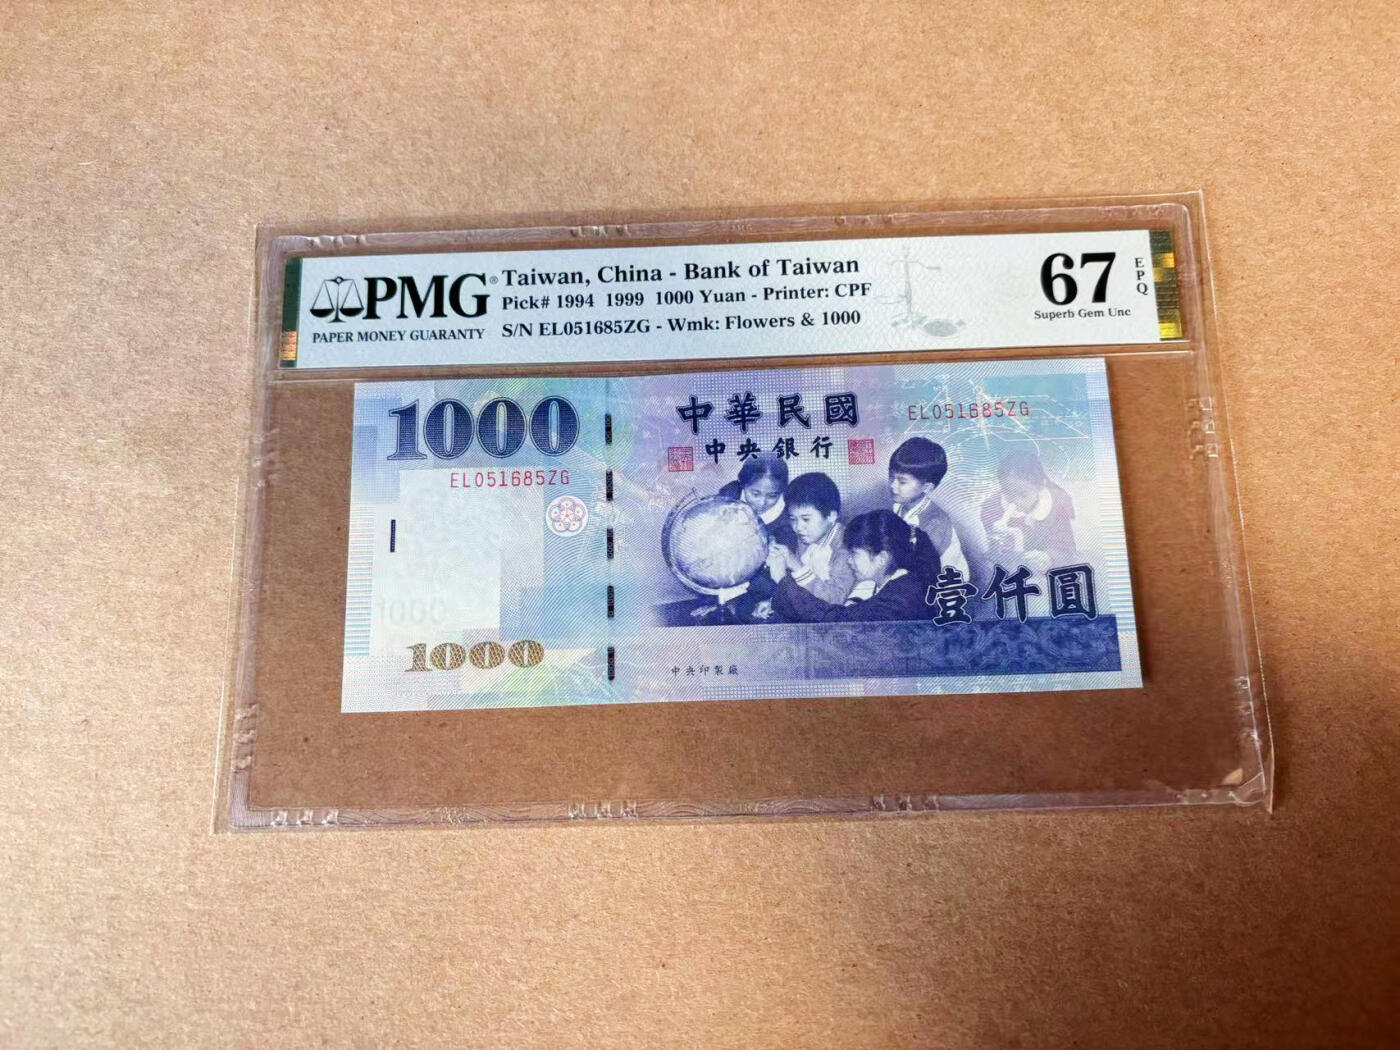 PMG®
PAPER MONEY GUARANTY
Taiwan, China - Bank of Taiwan
Pick# 1994 1999 1000 Yuan - Printer: CPF
S/N EL051685ZG - Wmk: Flowers & 1000
67
EPQ
Superb Gem Unc
1000
中華民國
EL051685ZG
中央銀行
EL051685ZG
1000
壹仟圓
1000
中央印製廠